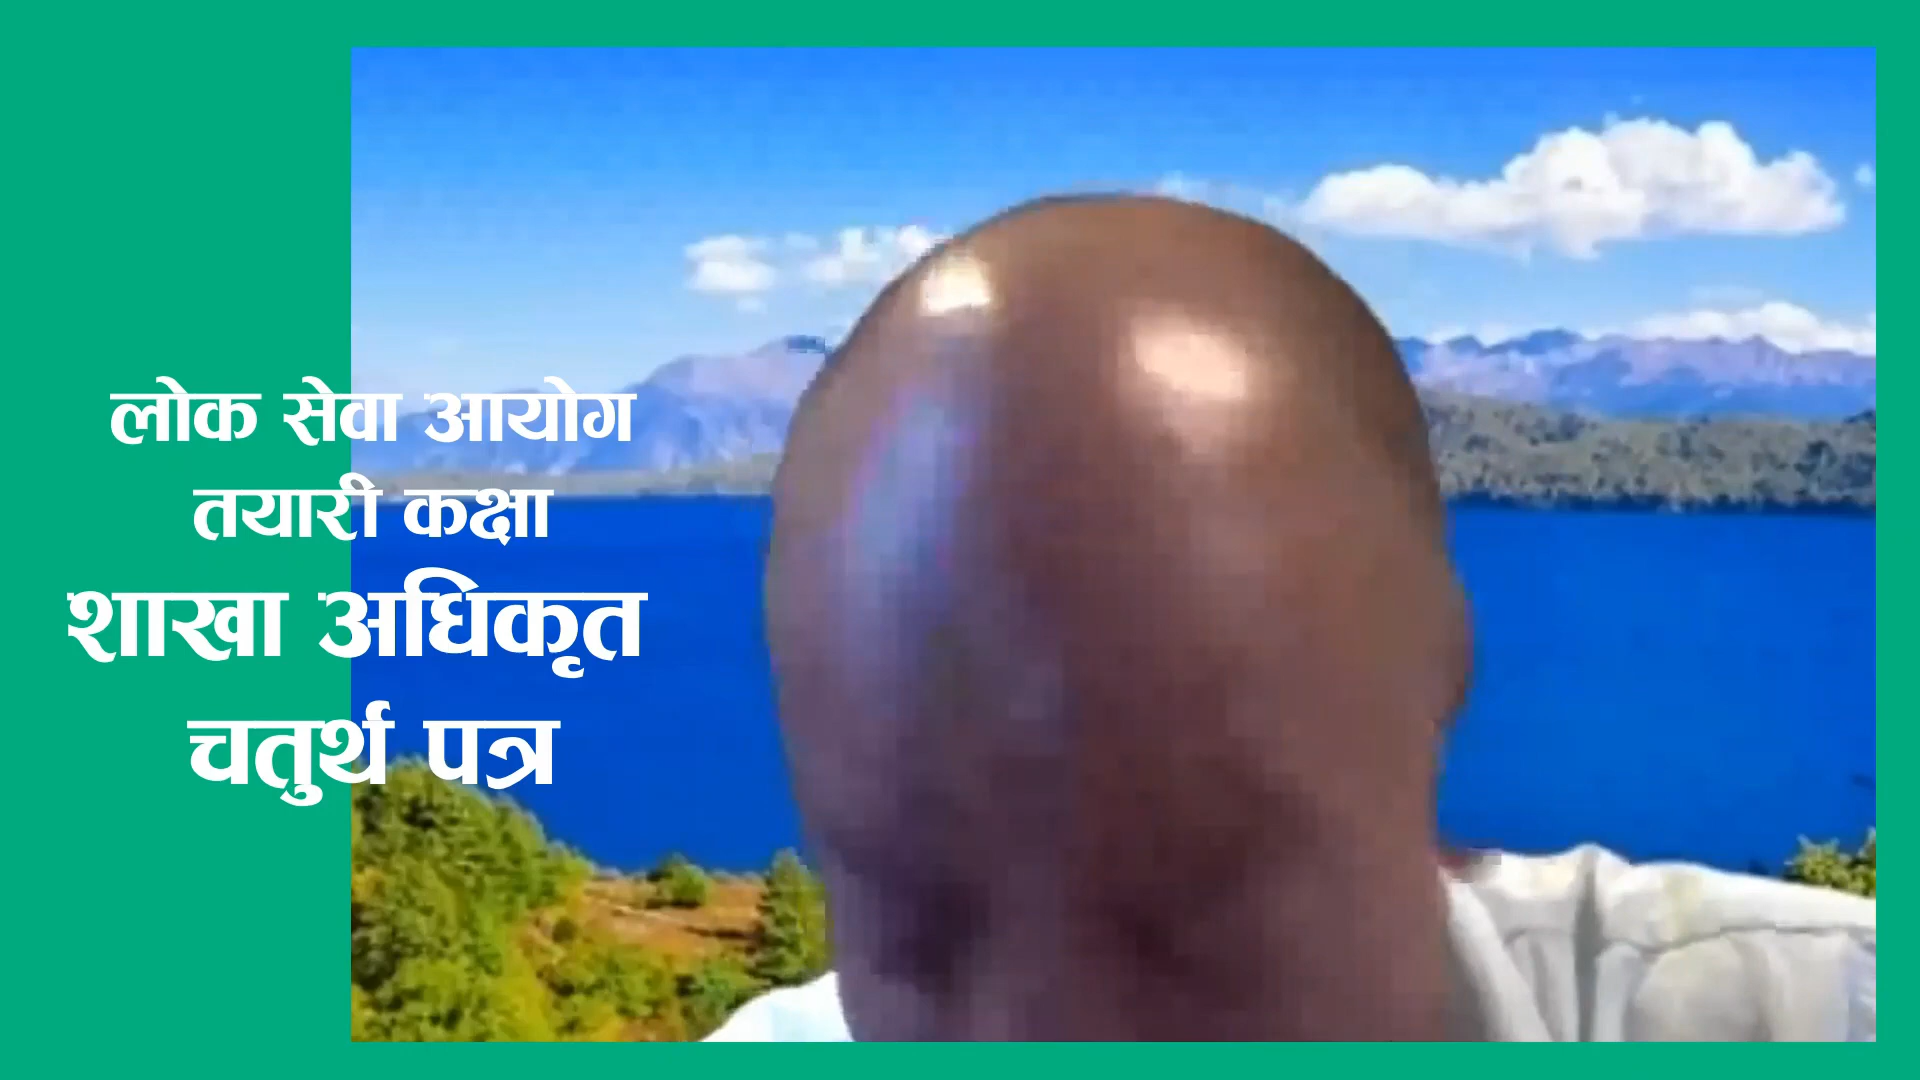 लोक सेवा आयोग
तयारी कक्षा
शाखा अधिकृत
चतुर्थ पत्र